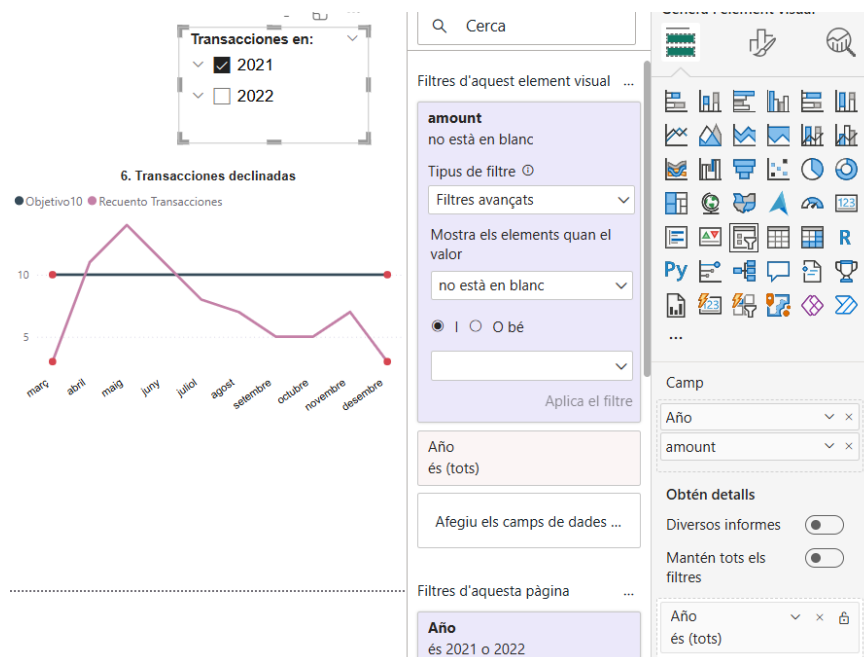 Transacciones en:
2021
2022
6. Transacciones declinadas
Objetivo10
Recuento Transacciones
10
5
març
abril
maig
juny
juliol
agost
setembre
octubre
novembre
desembre
Cerca
Filtres d'aquest element visual ...
amount
no està en blanc
Tipus de filtre
Filtres avançats
Mostra els elements quan el
valor
no està en blanc
I
O bé
Aplica el filtre
Año
és (tots)
Afegiu els camps de dades ...
Filtres d'aquesta pàgina ...
Año
és 2021 o 2022
123
R
Py
123
...
Camp
Año
amount
Obtén detalls
Diversos informes
Mantén tots els
filtres
Año
és (tots)